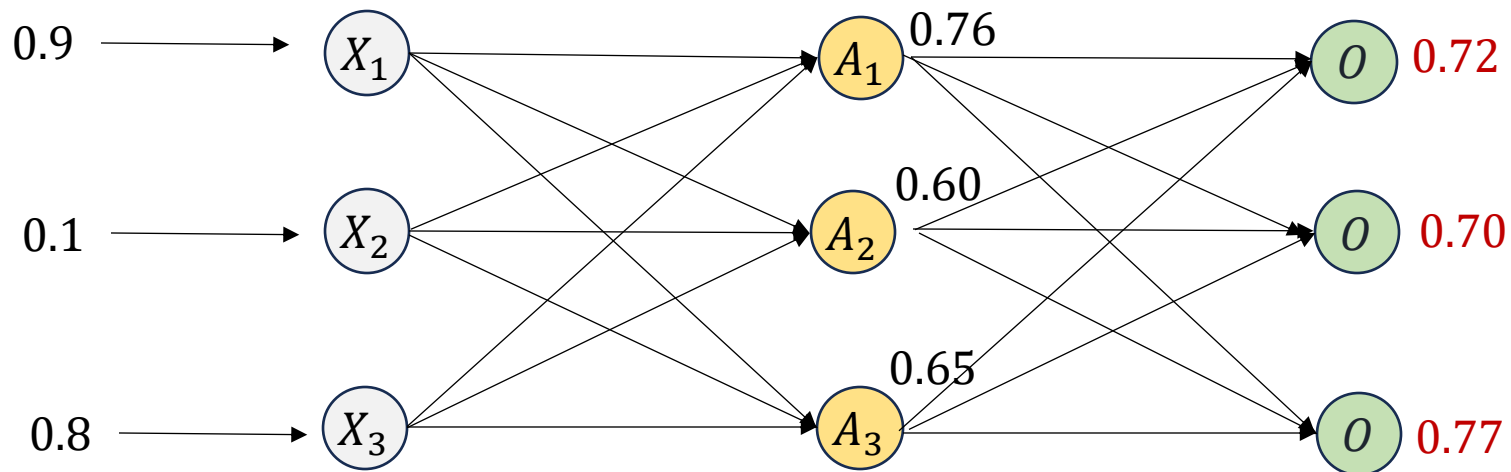 0.9 X₁ A₁ 0.76 O 0.72
0.1 X₂ A₂ 0.60 O 0.70
0.8 X₃ A₃ 0.65 O 0.77